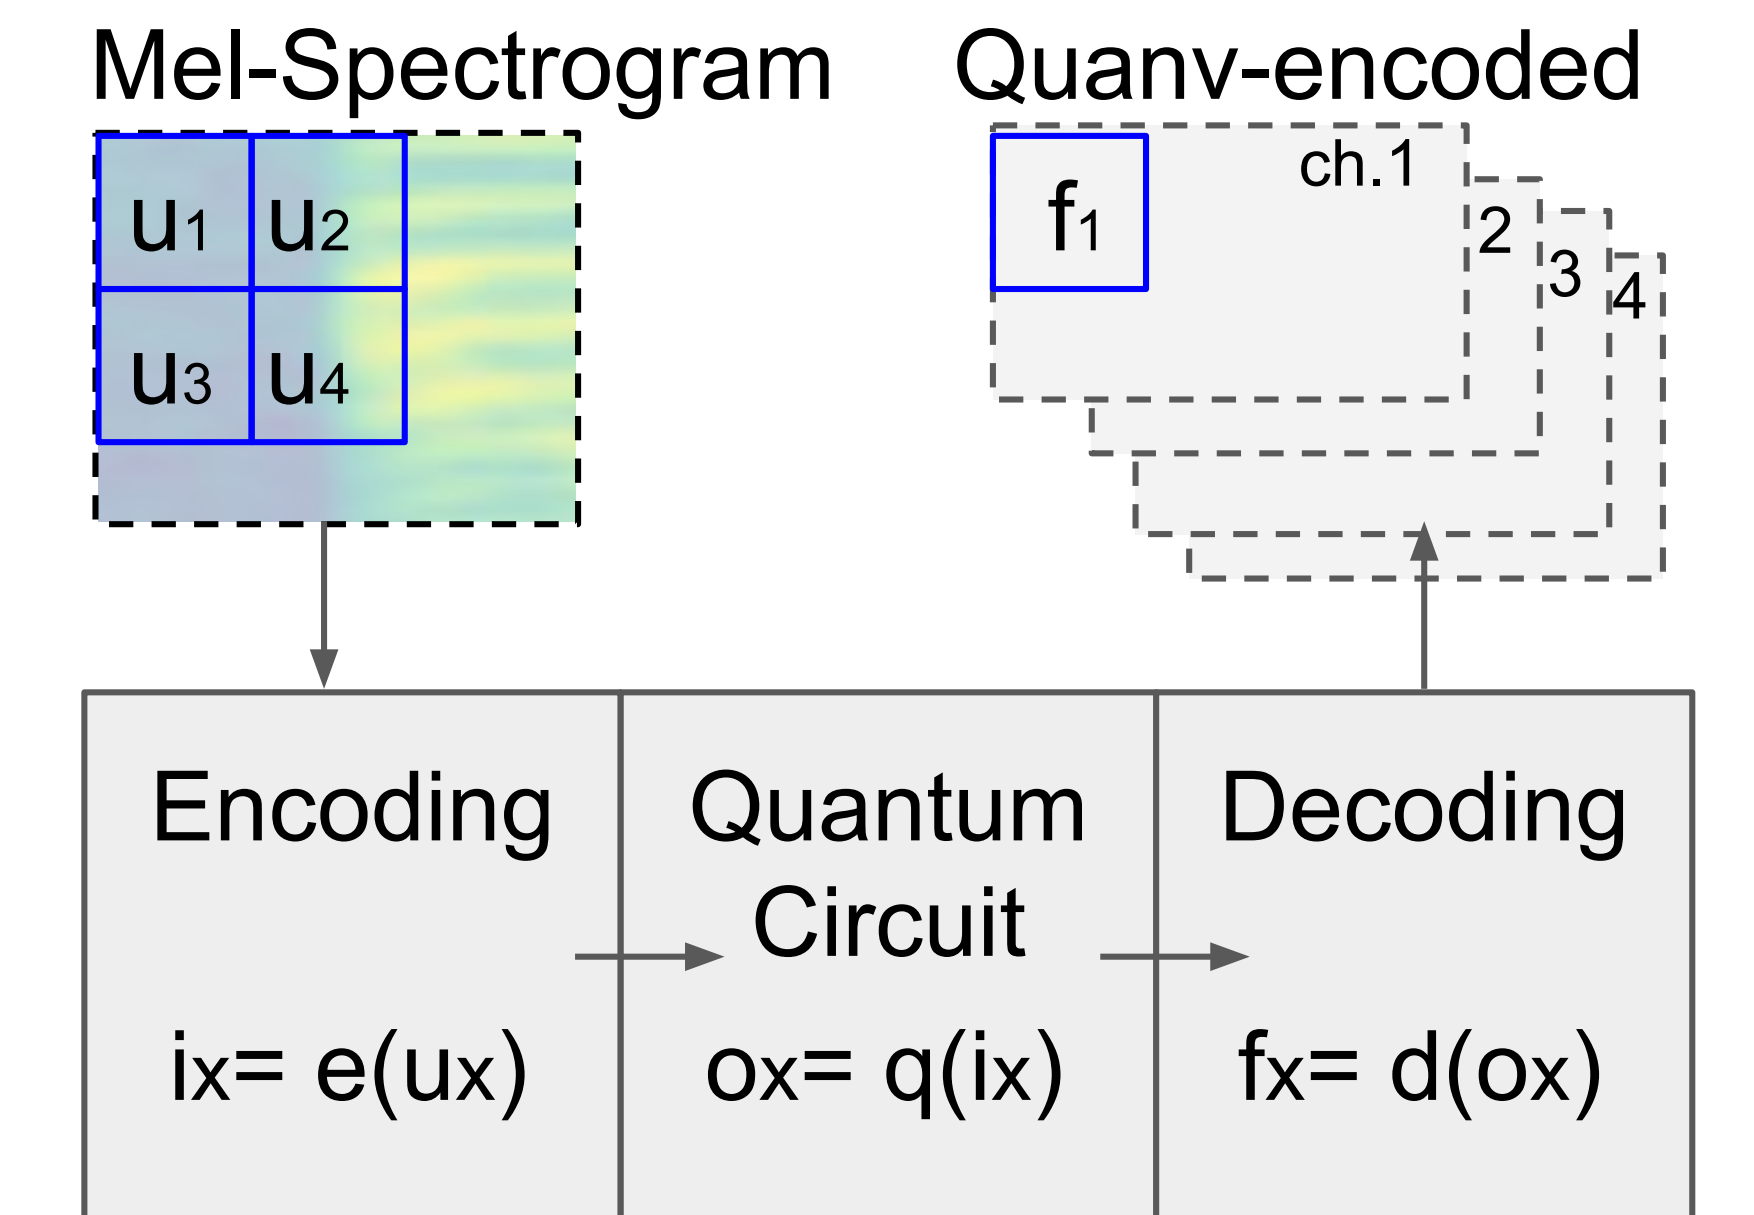 Mel-Spectrogram
Quanv-encoded
u1 u2
u3 u4
f1
ch.1
2
3
4
Encoding
ix= e(ux)
Quantum
Circuit
ox= q(ix)
Decoding
fx= d(ox)